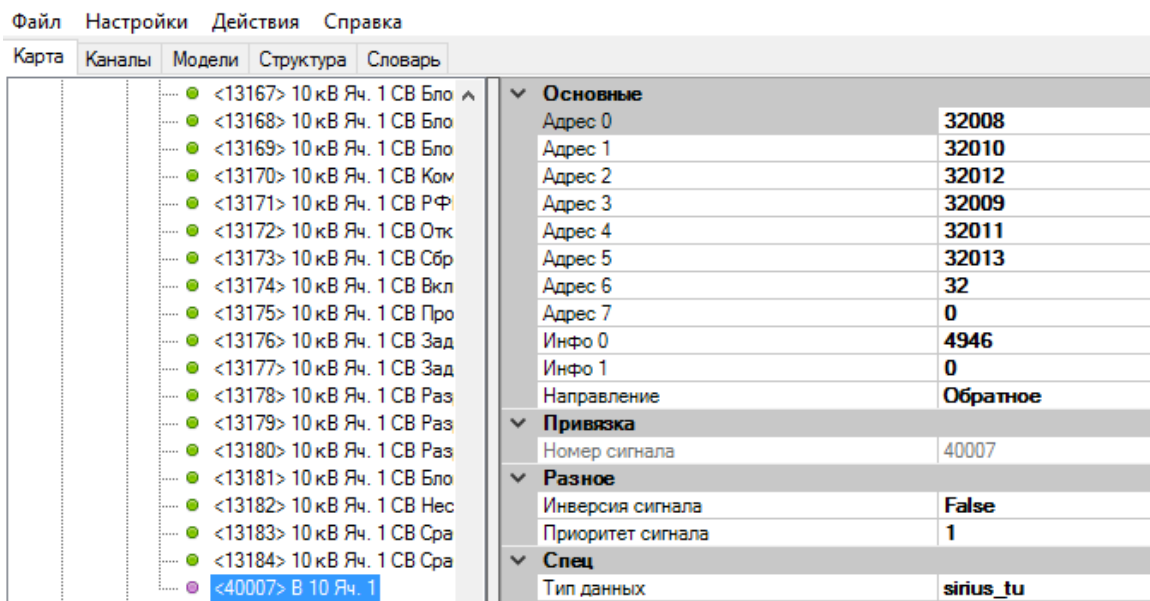 Файл Настройки Действия Справка
Карта Каналы Модели Структура Словарь
<13167> 10 кВ Яч. 1 СВ Бло
<13168> 10 кВ Яч. 1 СВ Бло
<13169> 10 кВ Яч. 1 СВ Бло
<13170> 10 кВ Яч. 1 СВ Ком
<13171> 10 кВ Яч. 1 СВ РФ
<13172> 10 кВ Яч. 1 СВ Отк
<13173> 10 кВ Яч. 1 СВ Сбр
<13174> 10 кВ Яч. 1 СВ Вкл
<13175> 10 кВ Яч. 1 СВ Про
<13176> 10 кВ Яч. 1 СВ Зад
<13177> 10 кВ Яч. 1 СВ Зад
<13178> 10 кВ Яч. 1 СВ Раз
<13179> 10 кВ Яч. 1 СВ Раз
<13180> 10 кВ Яч. 1 СВ Раз
<13181> 10 кВ Яч. 1 СВ Бло
<13182> 10 кВ Яч. 1 СВ Нес
<13183> 10 кВ Яч. 1 СВ Сра
<13184> 10 кВ Яч. 1 СВ Сра
<40007> В 10 Яч. 1
Основные
Адрес 0 32008
Адрес 1 32010
Адрес 2 32012
Адрес 3 32009
Адрес 4 32011
Адрес 5 32013
Адрес 6 32
Адрес 7 0
Инфо 0 4946
Инфо 1 0
Направление Обратное
Привязка
Номер сигнала 40007
Разное
Инверсия сигнала False
Приоритет сигнала 1
Спец
Тип данных sirius_tu